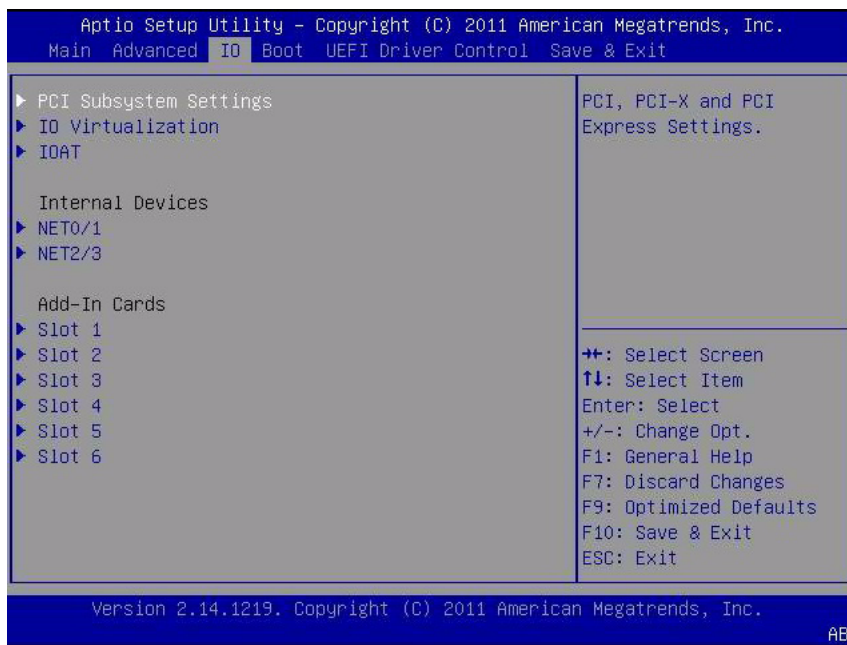 Aptio Setup Utility – Copyright (C) 2011 American Megatrends, Inc.
Main Advanced IO Boot UEFI Driver Control Save & Exit
PCI Subsystem Settings
IO Virtualization
IOAT
Internal Devices
NET0/1
NET2/3
Add-In Cards
Slot 1
Slot 2
Slot 3
Slot 4
Slot 5
Slot 6
PCI, PCI-X and PCI
Express Settings.
→←: Select Screen
↑↓: Select Item
Enter: Select
+/-: Change Opt.
F1: General Help
F7: Discard Changes
F9: Optimized Defaults
F10: Save & Exit
ESC: Exit
Version 2.14.1219. Copyright (C) 2011 American Megatrends, Inc.
AB